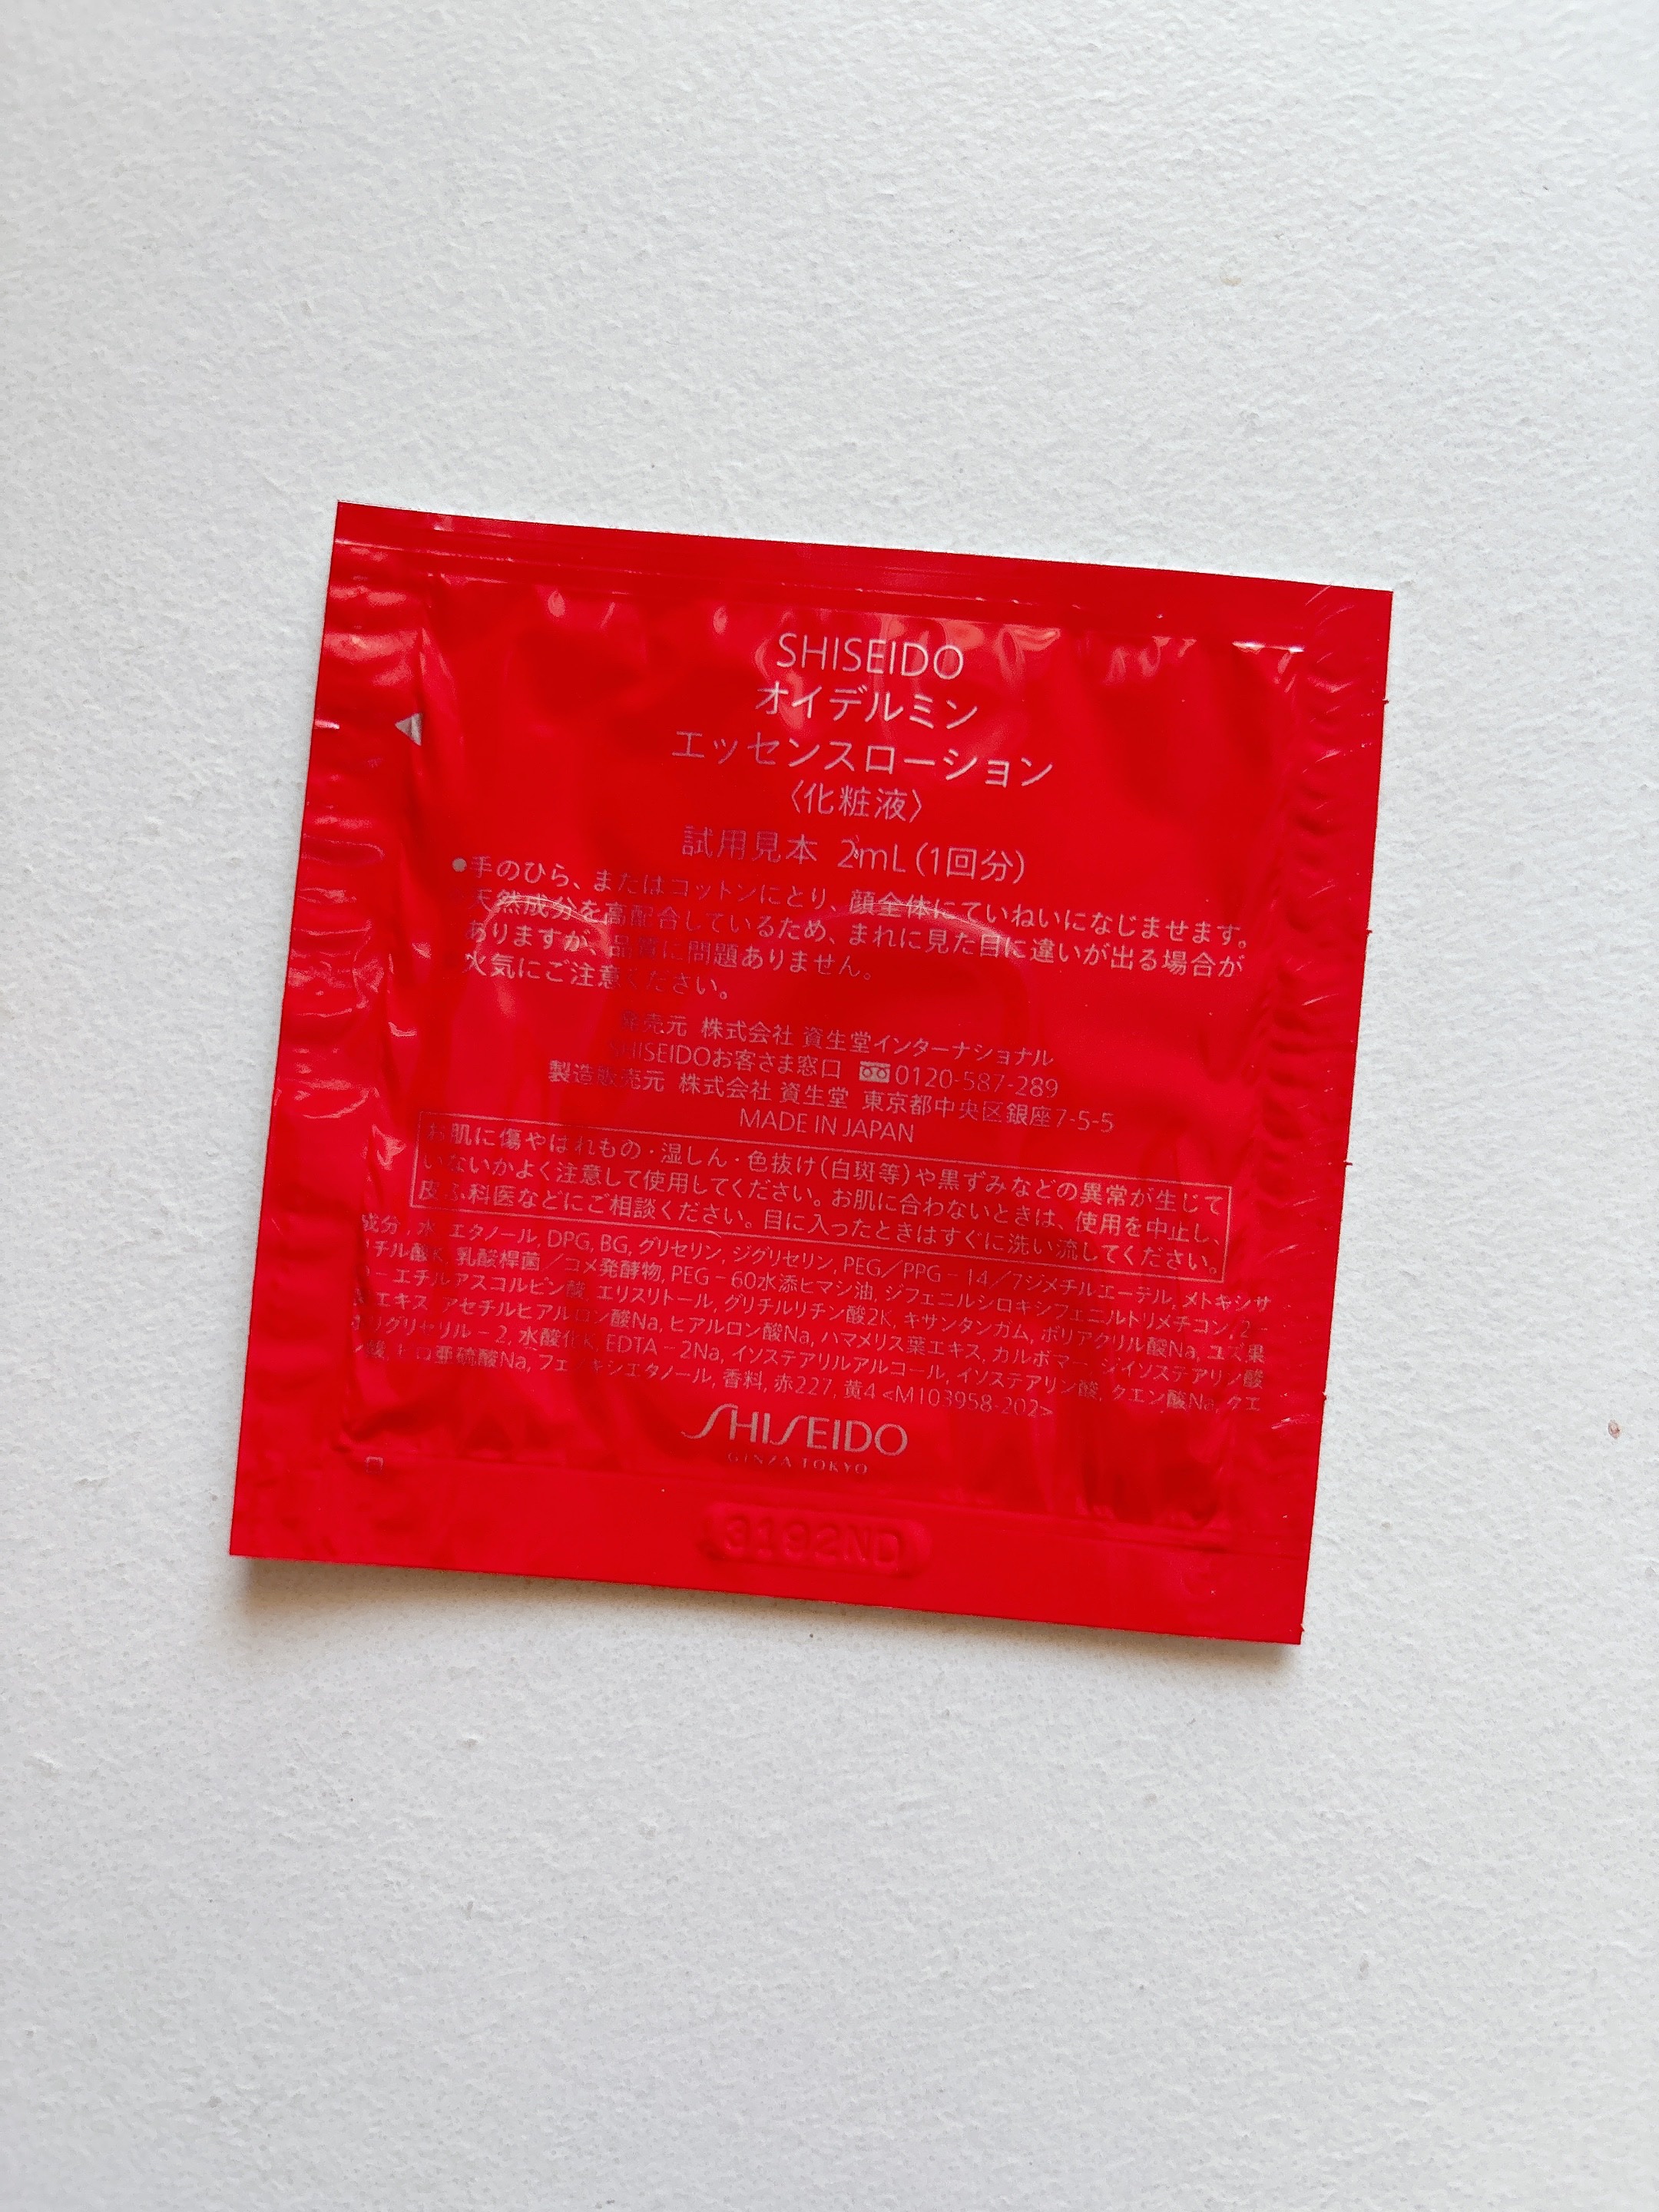 SHISEIDO
オイデルミン
エッセンスローション
〈化粧液〉
試用見本 2mL(1回分)
●手のひら、またはコットンにとり、顔全体にていねいになじませます。
天然成分を高配合しているため、まれに見た目に違いが出る場合が
ありますが、品質に問題ありません。
火気にご注意ください。
発売元 株式会社 資生堂インターナショナル
SHISEIDOお客さま窓口 0120-587-289
製造販売元 株式会社 資生堂 東京都中央区銀座7-5-5
MADE IN JAPAN
お肌に傷やはれもの・湿しん・色抜け(白斑等)や黒ずみなどの異常が生じて
いないかよく注意して使用してください。お肌に合わないときは、使用を中止し、
皮ふ科医などにご相談ください。目に入ったときはすぐに洗い流してください。
成分:水, エタノール, DPG, BG, グリセリン, ジグリセリン, PEG/PPG-14/7ジメチルエーテル, メトキシサ
リチル酸K, 乳酸桿菌/コメ発酵物, PEG-60水添ヒマシ油, ジフェニルシロキシフェニルトリメチコン, 2-
O-エチルアスコルビン酸, エリスリトール, グリチルリチン酸2K, キサンタンガム, ポリアクリル酸Na, ユズ果
実エキス, アセチルヒアルロン酸Na, ヒアルロン酸Na, ハマメリス葉エキス, カルボマー, ジイソステアリン酸
ポリグリセリル-2, 水酸化K, EDTA-2Na, イソステアリルアルコール, イソステアリン酸, クエン酸Na, クエ
ン酸, ピロ亜硫酸Na, フェノキシエタノール, 香料, 赤227, 黄4 <M103958-202>
SHISEIDO
GINZA TOKYO
3182ND